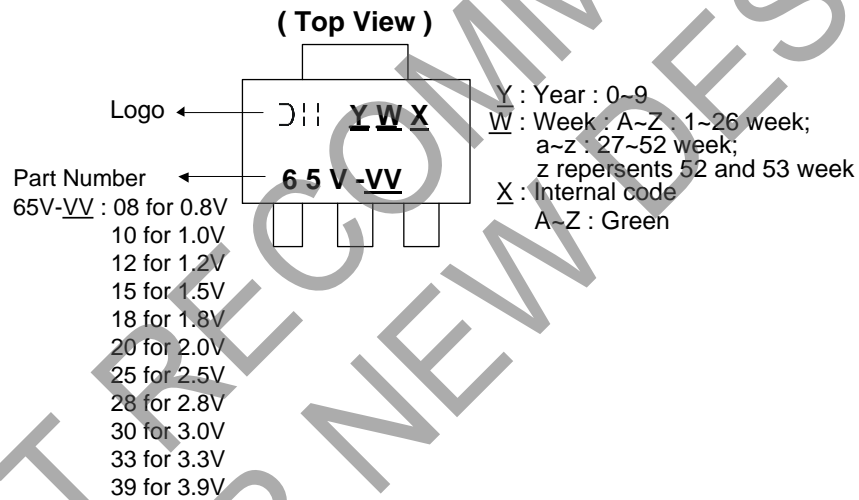 ( Top View )
Logo
Y W X
Y : Year : 0~9
W : Week : A~Z : 1~26 week;
a~z : 27~52 week;
z repersents 52 and 53 week
X : Internal code
A~Z : Green
Part Number
6 5 V -VV
65V-VV : 08 for 0.8V
10 for 1.0V
12 for 1.2V
15 for 1.5V
18 for 1.8V
20 for 2.0V
25 for 2.5V
28 for 2.8V
30 for 3.0V
33 for 3.3V
39 for 3.9V
T RECOMM
R NEW DES